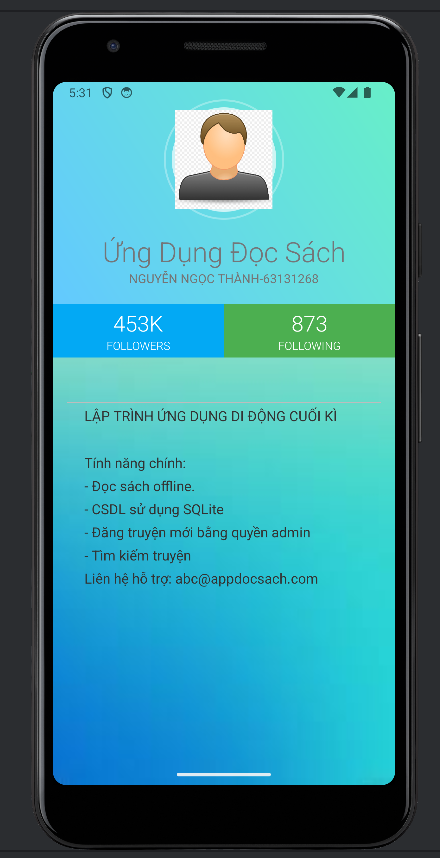 5:31
Ứng Dụng Đọc Sách
NGUYỄN NGỌC THÀNH-63131268
453K
873
FOLLOWERS
FOLLOWING
LẬP TRÌNH ỨNG DỤNG DI ĐỘNG CUỐI KÌ
Tính năng chính:
- Đọc sách offline.
- CSDL sử dụng SQLite
- Đăng truyện mới bằng quyền admin
- Tìm kiếm truyện
Liên hệ hỗ trợ: abc@appdocsach.com